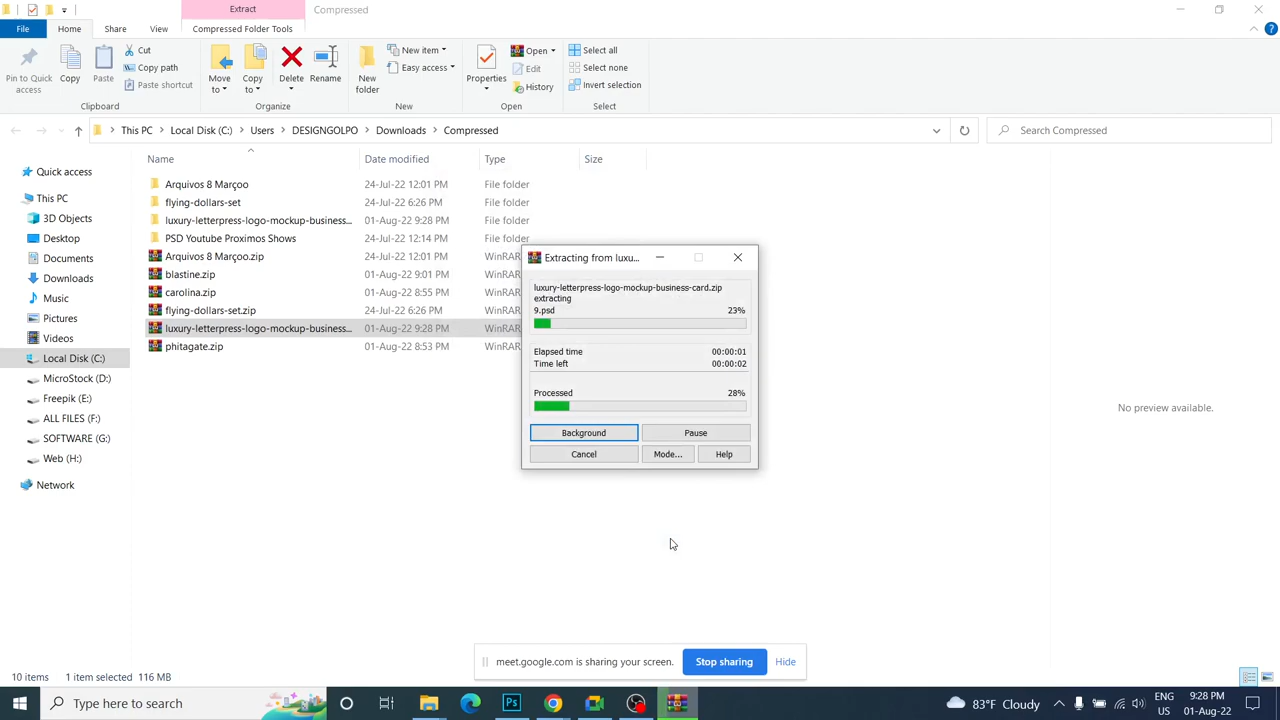 Extract
Compressed
File
Home
Share
View
Compressed Folder Tools
Pin to Quick access
Copy
Paste
Cut
Copy path
Paste shortcut
Clipboard
Move to
Copy to
Delete
Rename
Organize
New folder
New item
Easy access
New
Properties
Open
Edit
History
Open
Select all
Select none
Invert selection
Select
This PC > Local Disk (C:) > Users > DESIGNGOLPO > Downloads > Compressed
Search Compressed
Name Date modified Type Size
Quick access
This PC
3D Objects
Desktop
Documents
Downloads
Music
Pictures
Videos
Local Disk (C:)
MicroStock (D:)
Freepik (E:)
ALL FILES (F:)
SOFTWARE (G:)
Web (H:)
Network
Arquivos 8 Marçoo 24-Jul-22 12:01 PM File folder
flying-dollars-set 24-Jul-22 6:26 PM File folder
luxury-letterpress-logo-mockup-business... 01-Aug-22 9:28 PM File folder
PSD Youtube Proximos Shows 24-Jul-22 12:14 PM File folder
Arquivos 8 Marçoo.zip 24-Jul-22 12:01 PM WinRAR
blastine.zip 01-Aug-22 9:01 PM WinRAR
carolina.zip 01-Aug-22 8:55 PM WinRAR
flying-dollars-set.zip 24-Jul-22 6:26 PM WinRAR
luxury-letterpress-logo-mockup-business... 01-Aug-22 9:28 PM WinRAR
phitagate.zip 01-Aug-22 8:53 PM WinRAR
Extracting from luxu...
luxury-letterpress-logo-mockup-business-card.zip
extracting
9.psd 23%
Elapsed time 00:00:01
Time left 00:00:02
Processed 28%
Background
Pause
Cancel
Mode...
Help
No preview available.
meet.google.com is sharing your screen.
Stop sharing
Hide
10 items 1 item selected 116 MB
Type here to search
Ps
83°F Cloudy
ENG
US
9:28 PM
01-Aug-22